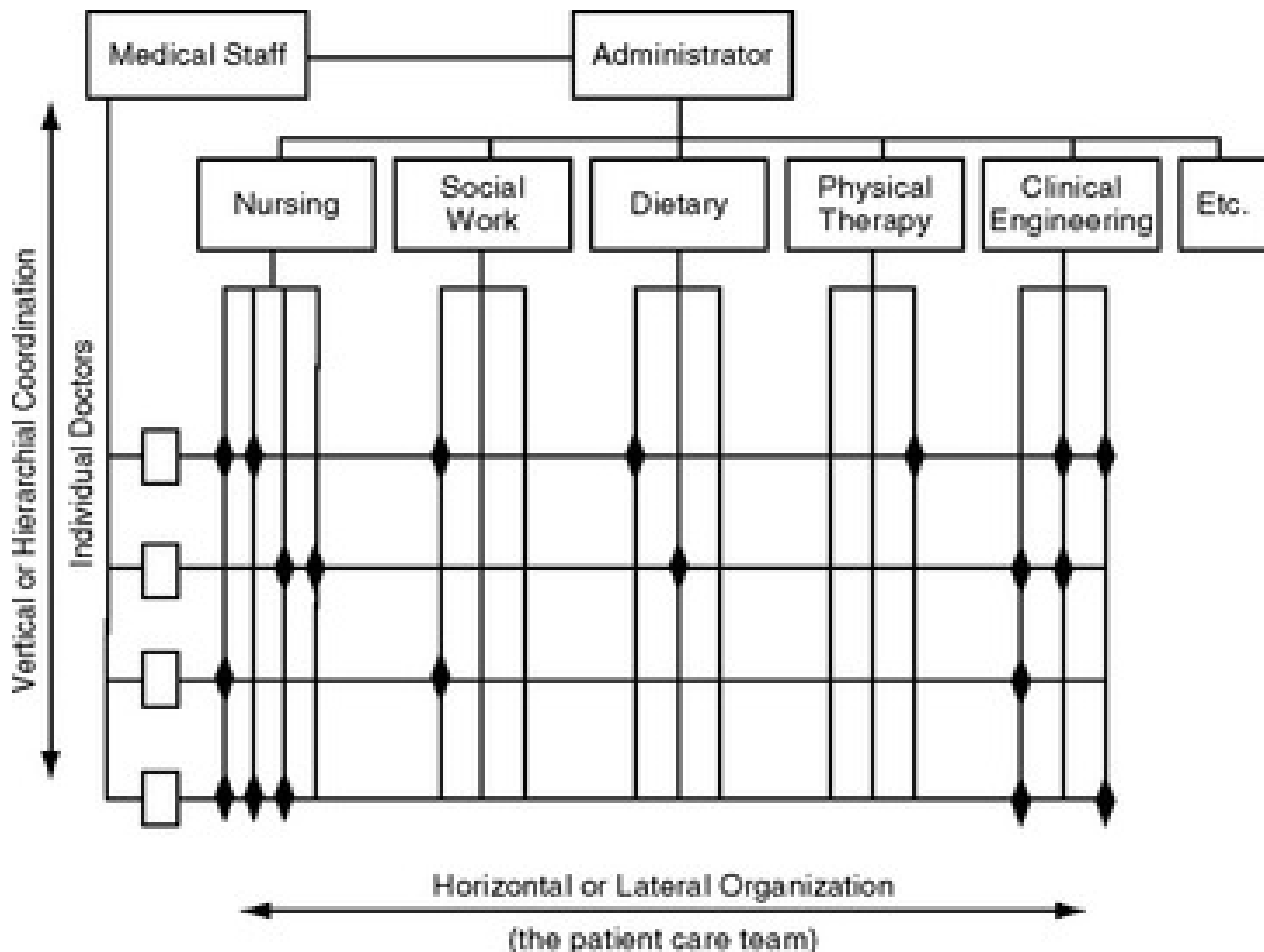 Medical Staff
Administrator
Nursing
Social
Work
Dietary
Physical
Therapy
Clinical
Engineering
Etc.
Vertical or Hierarchial Coordination
Individual Doctors
Horizontal or Lateral Organization
(the patient care team)